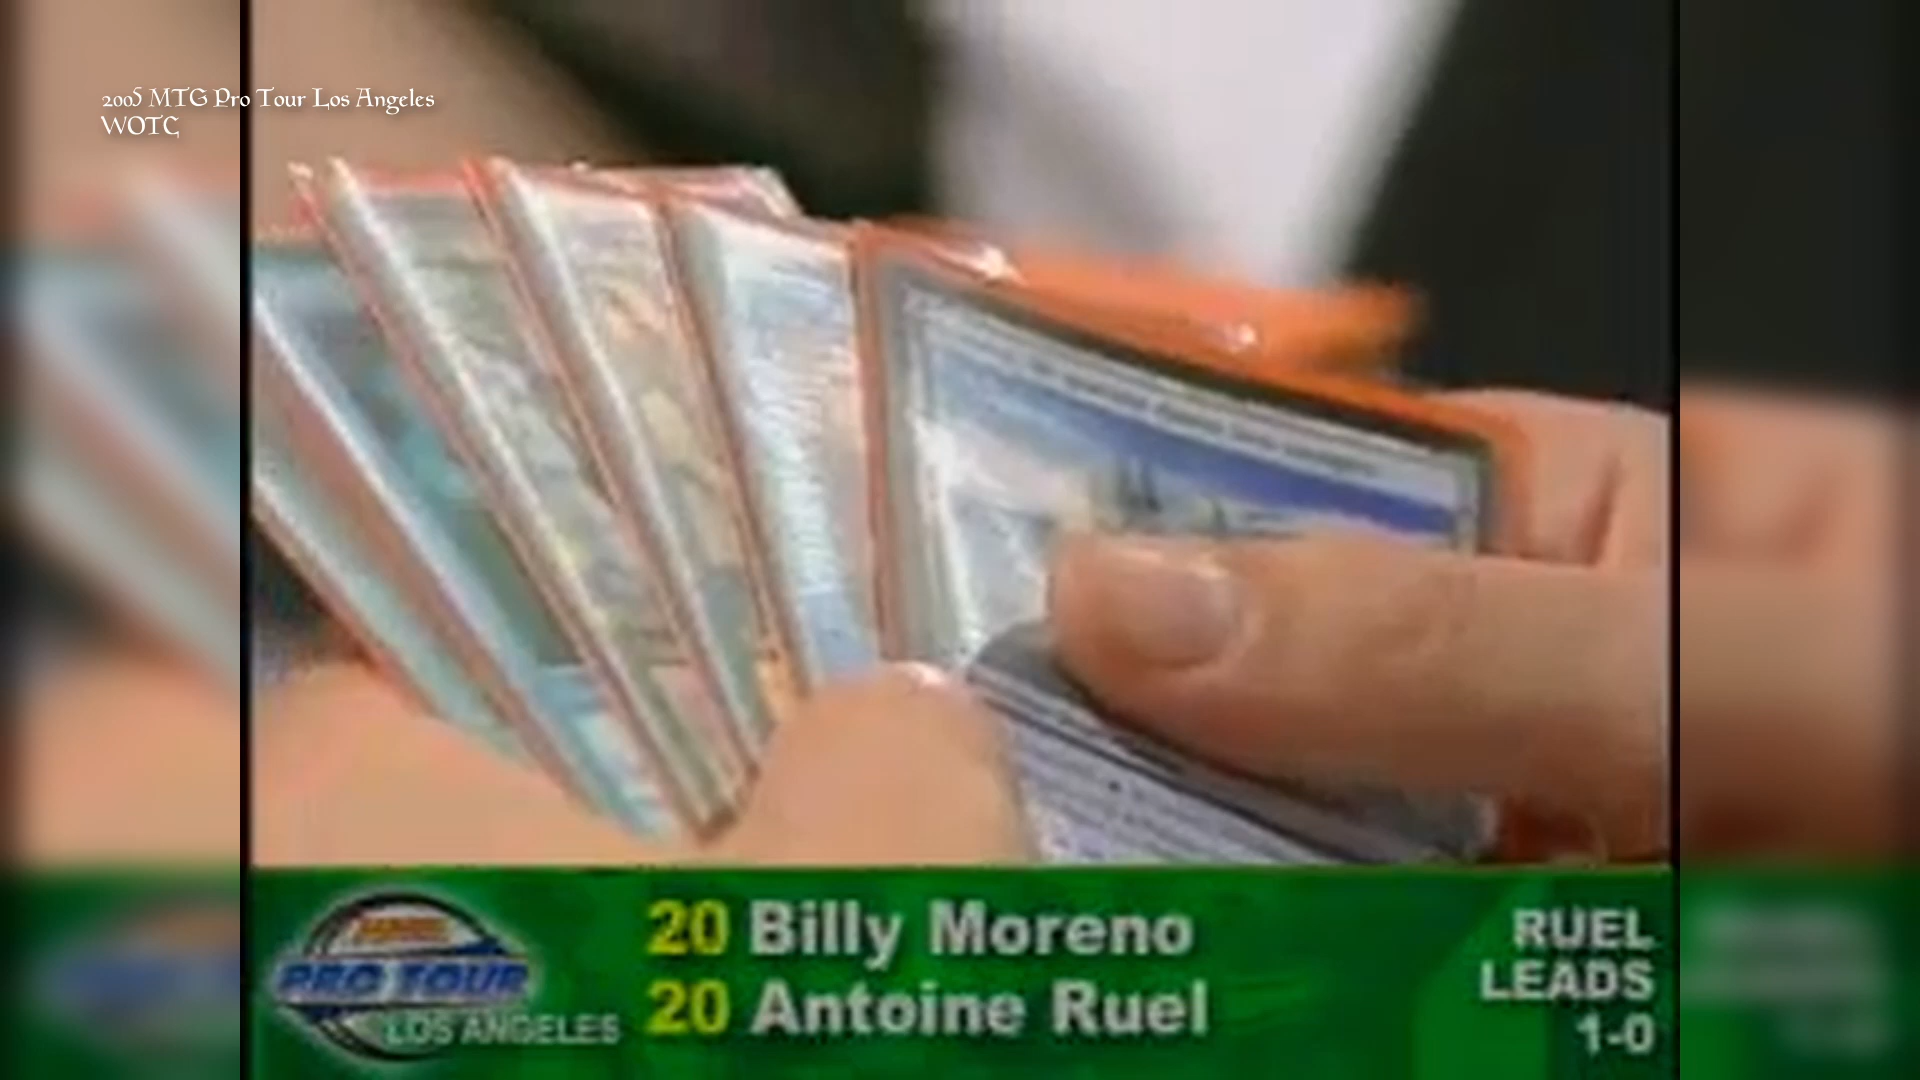 2005 MTG Pro Tour Los Angeles
WOTC
20 Billy Moreno
20 Antoine Ruel
PRO TOUR
LOS ANGELES
RUEL
LEADS
1-0